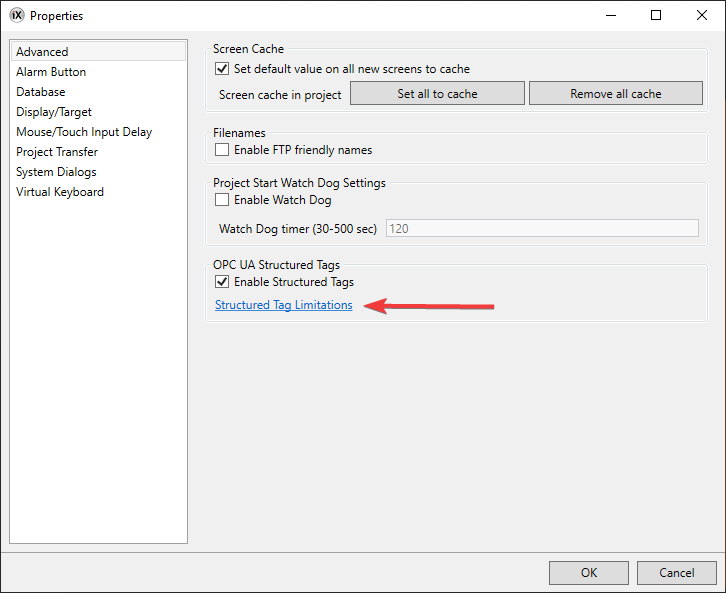 iX Properties
Advanced
Alarm Button
Database
Display/Target
Mouse/Touch Input Delay
Project Transfer
System Dialogs
Virtual Keyboard
Screen Cache
Set default value on all new screens to cache
Screen cache in project Set all to cache Remove all cache
Filenames
Enable FTP friendly names
Project Start Watch Dog Settings
Enable Watch Dog
Watch Dog timer (30-500 sec) 120
OPC UA Structured Tags
Enable Structured Tags
Structured Tag Limitations
OK Cancel